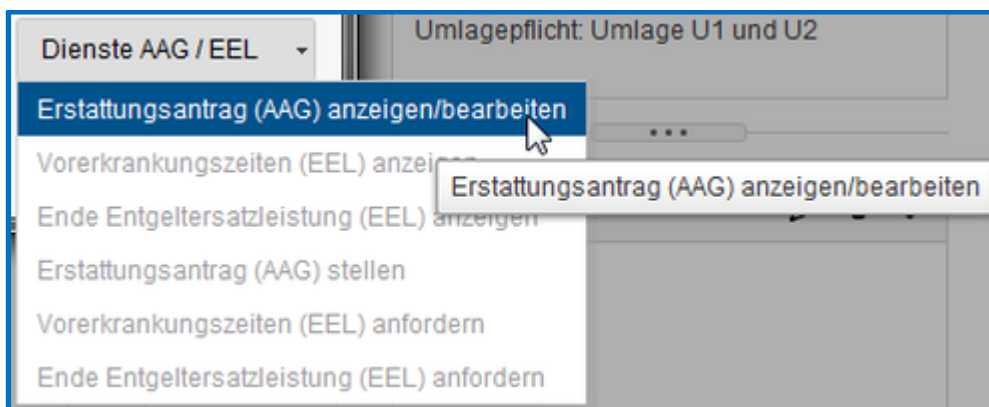 Dienste AAG / EEL
Umlagepflicht: Umlage U1 und U2
Erstattungsantrag (AAG) anzeigen/bearbeiten
Vorerkrankungszeiten (EEL) anzeigen
Erstattungsantrag (AAG) anzeigen/bearbeiten
Ende Entgeltersatzleistung (EEL) anzeigen
Erstattungsantrag (AAG) stellen
Vorerkrankungszeiten (EEL) anfordern
Ende Entgeltersatzleistung (EEL) anfordern